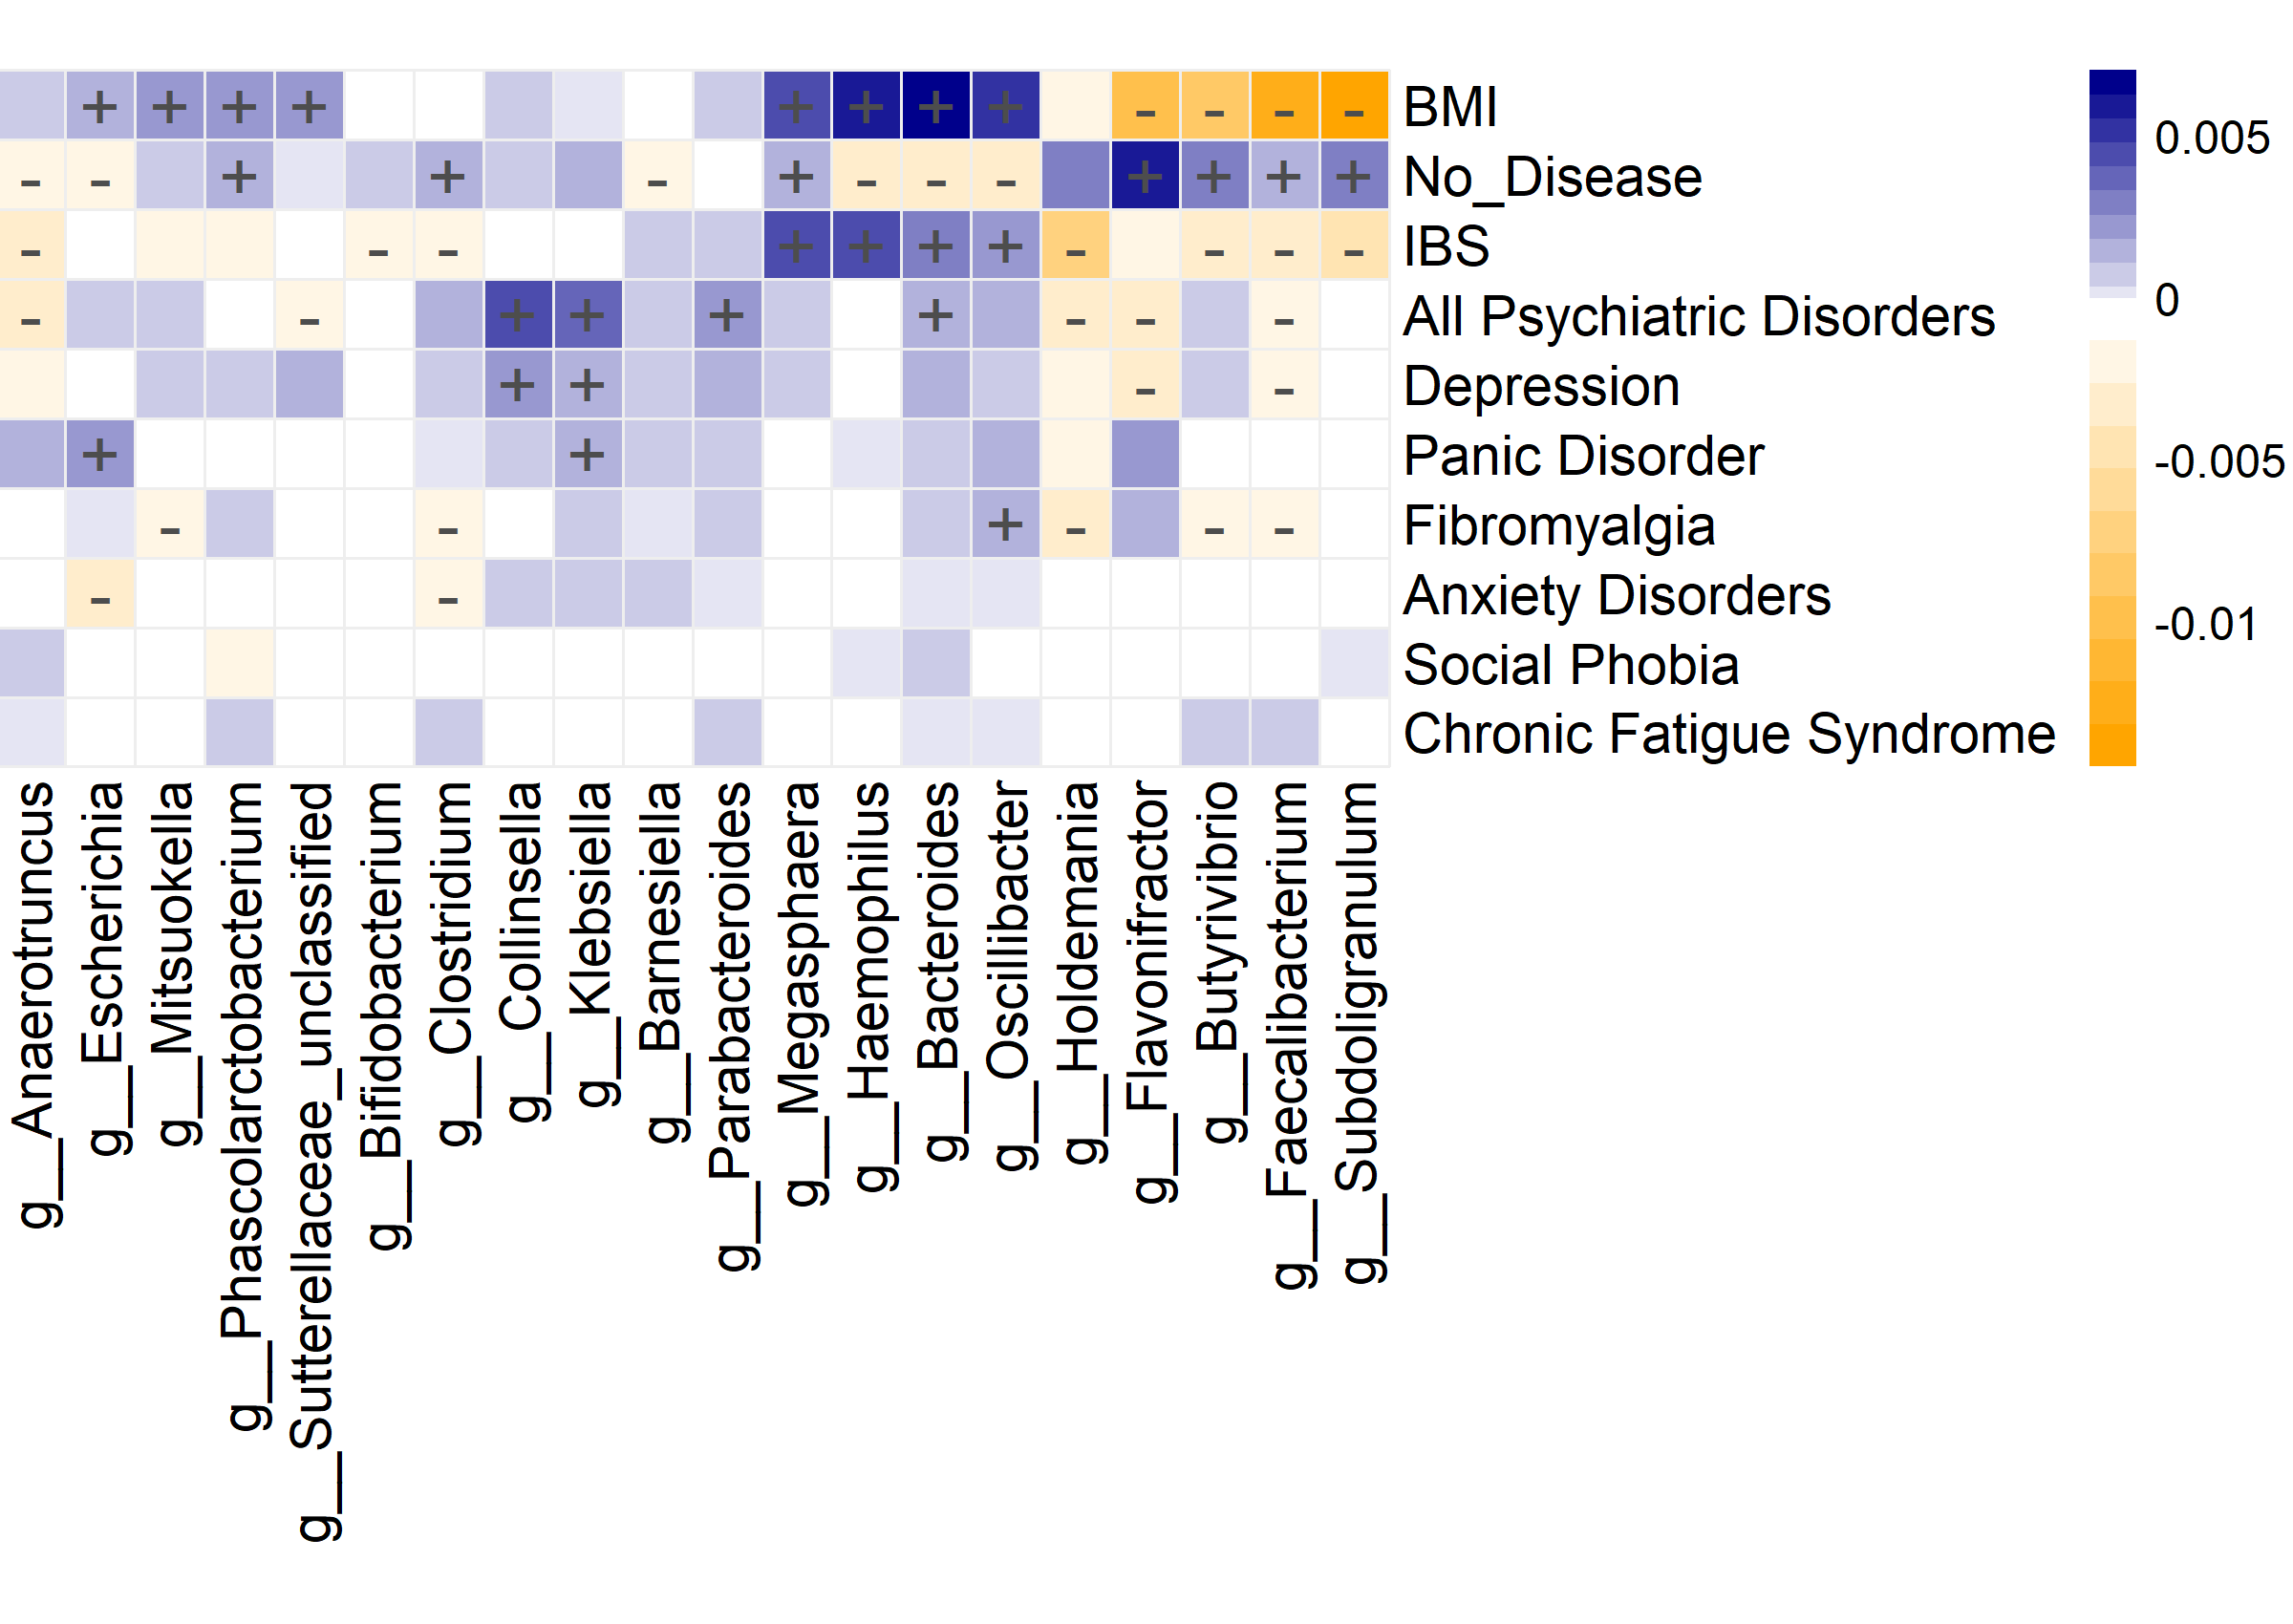 + + + + + + + + - - - - BMI
- - + + - + - - - + + + + No_Disease
- - - + + + + - - - - IBS
- - + + + + - - - All Psychiatric Disorders
+ + - - Depression
+ + Panic Disorder
- - + - - - Fibromyalgia
- - Anxiety Disorders
Social Phobia
Chronic Fatigue Syndrome
0.005
0
-0.005
-0.01
g__Anaerotruncus
g__Escherichia
g__Mitsuokella
g__Phascolarctobacterium
g__Sutterellaceae_unclassified
g__Bifidobacterium
g__Clostridium
g__Collinsella
g__Klebsiella
g__Barnesiella
g__Parabacteroides
g__Megasphaera
g__Haemophilus
g__Bacteroides
g__Oscillibacter
g__Holdemania
g__Flavonifractor
g__Butyrivibrio
g__Faecalibacterium
g__Subdoligranulum